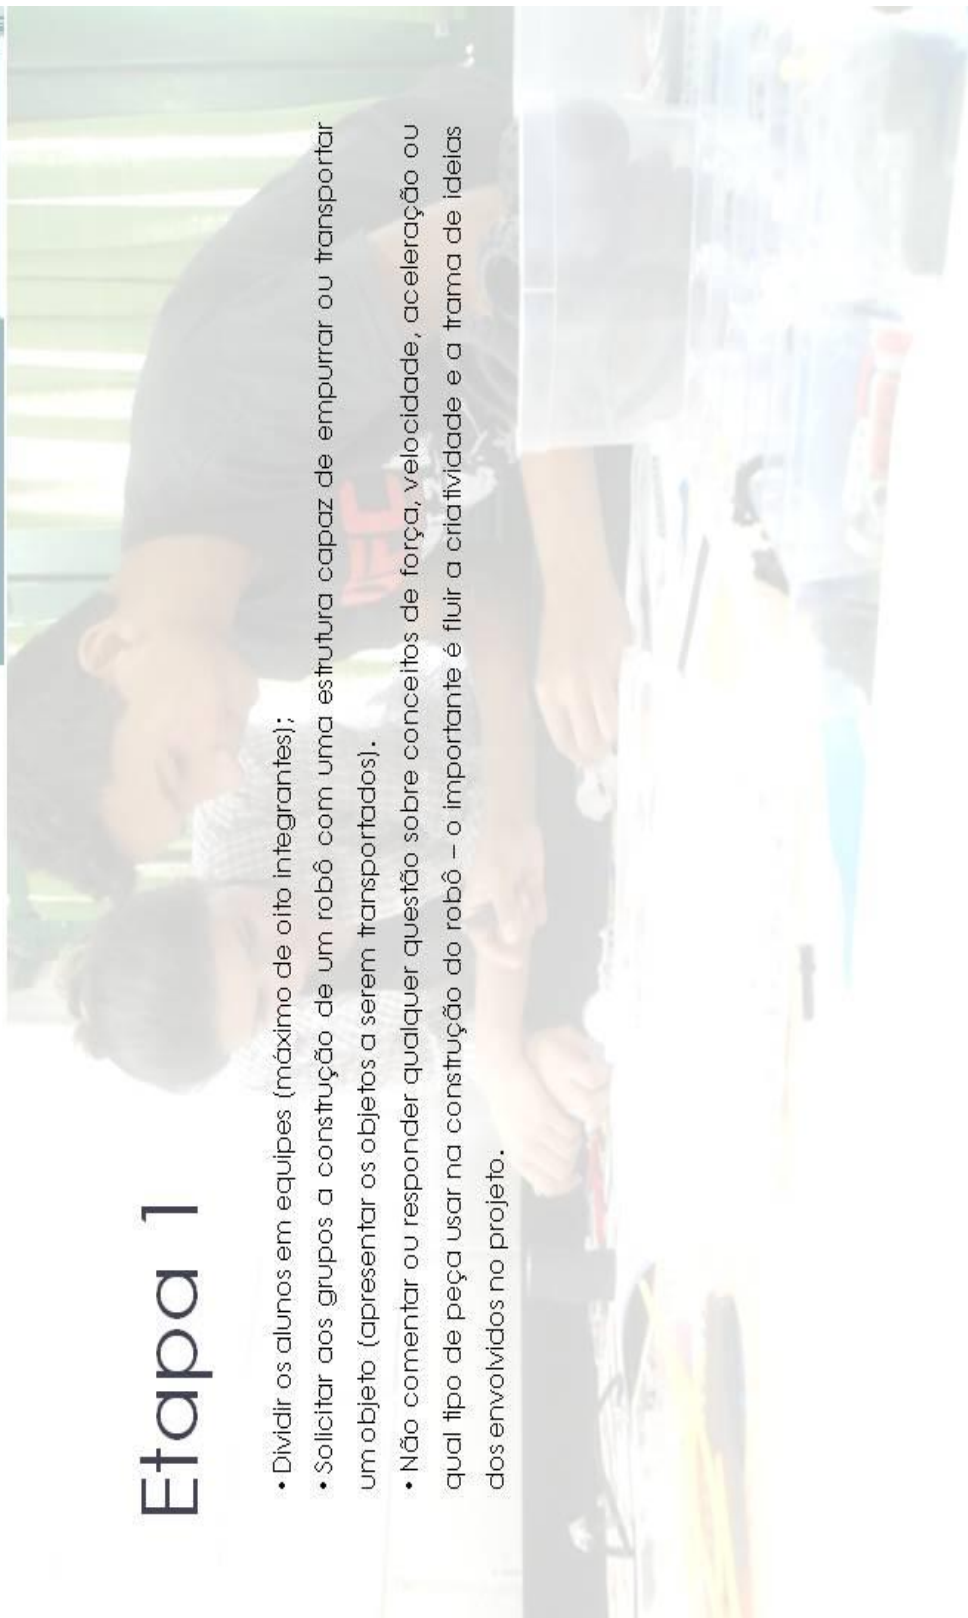 Etapa 1
• Dividir os alunos em equipes (máximo de oito integrantes);
• Solicitar aos grupos a construção de um robô com uma estrutura capaz de empurrar ou transportar
um objeto (apresentar os objetos a serem transportados).
• Não comentar ou responder qualquer questão sobre conceitos de força, velocidade, aceleração ou
qual tipo de peça usar na construção do robô – o importante é fluir a criatividade e a trama de ideias
dos envolvidos no projeto.